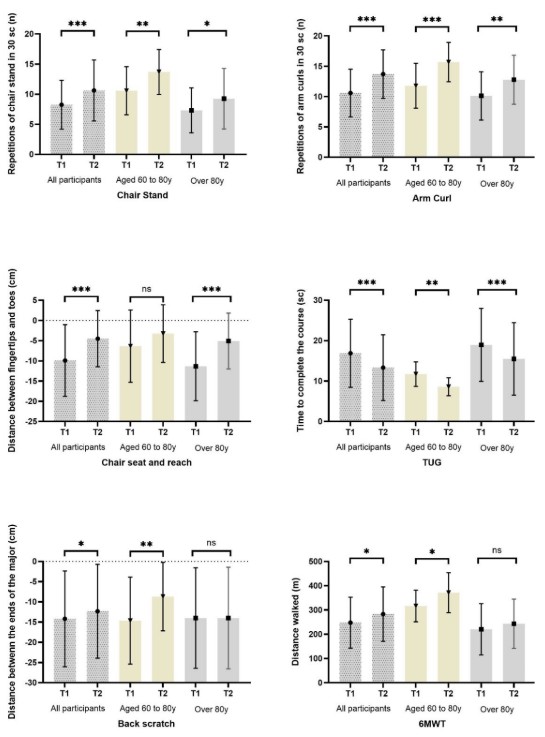 Repetitions of chair stand in 30 sc (n)
20
15
10
5
0
*** ** *
T1 T2 T1 T2 T1 T2
All participants Aged 60 to 80y Over 80y
Chair Stand
Repetitions of arm curls in 30 sc (n)
20
15
10
5
0
*** *** **
T1 T2 T1 T2 T1 T2
All participants Aged 60 to 80y Over 80y
Arm Curl
Distance between fingertips and toes (cm)
5
0
-5
-10
-15
-20
-25
*** ns ***
T1 T2 T1 T2 T1 T2
All participants Aged 60 to 80y Over 80y
Chair seat and reach
Time to complete the course (sc)
30
20
10
0
*** ** ***
T1 T2 T1 T2 T1 T2
All participants Aged 60 to 80y Over 80y
TUG
Distance betwenn the ends of the major (cm)
0
-5
-10
-15
-20
-25
-30
* ** ns
T1 T2 T1 T2 T1 T2
All participants Aged 60 to 80y Over 80y
Back scratch
Distance walked (m)
500
400
300
200
100
0
* * ns
T1 T2 T1 T2 T1 T2
All participants Aged 60 to 80y Over 80y
6MWT